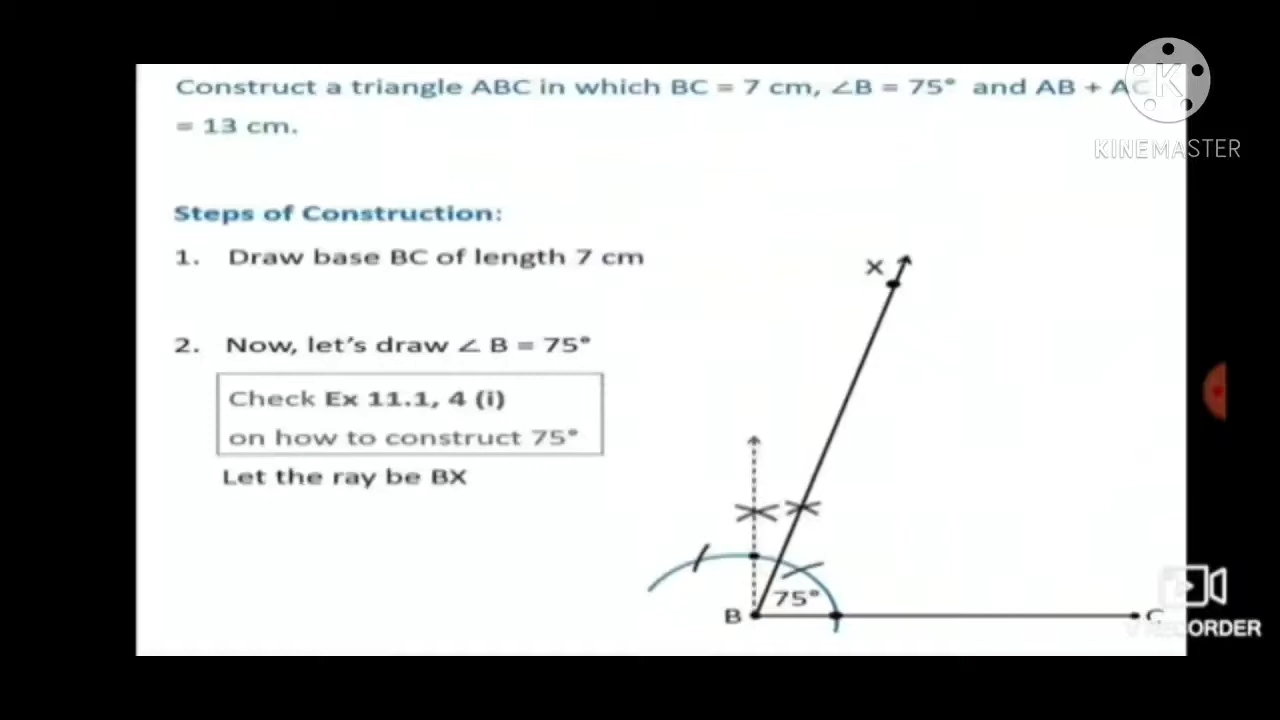 Construct a triangle ABC in which BC = 7 cm, ∠B = 75° and AB + AC
= 13 cm.
KINEMASTER
Steps of Construction:
1. Draw base BC of length 7 cm
X
2. Now, let's draw ∠ B = 75°
Check Ex 11.1, 4 (i)
on how to construct 75°
Let the ray be BX
75°
B
C
RECORDER